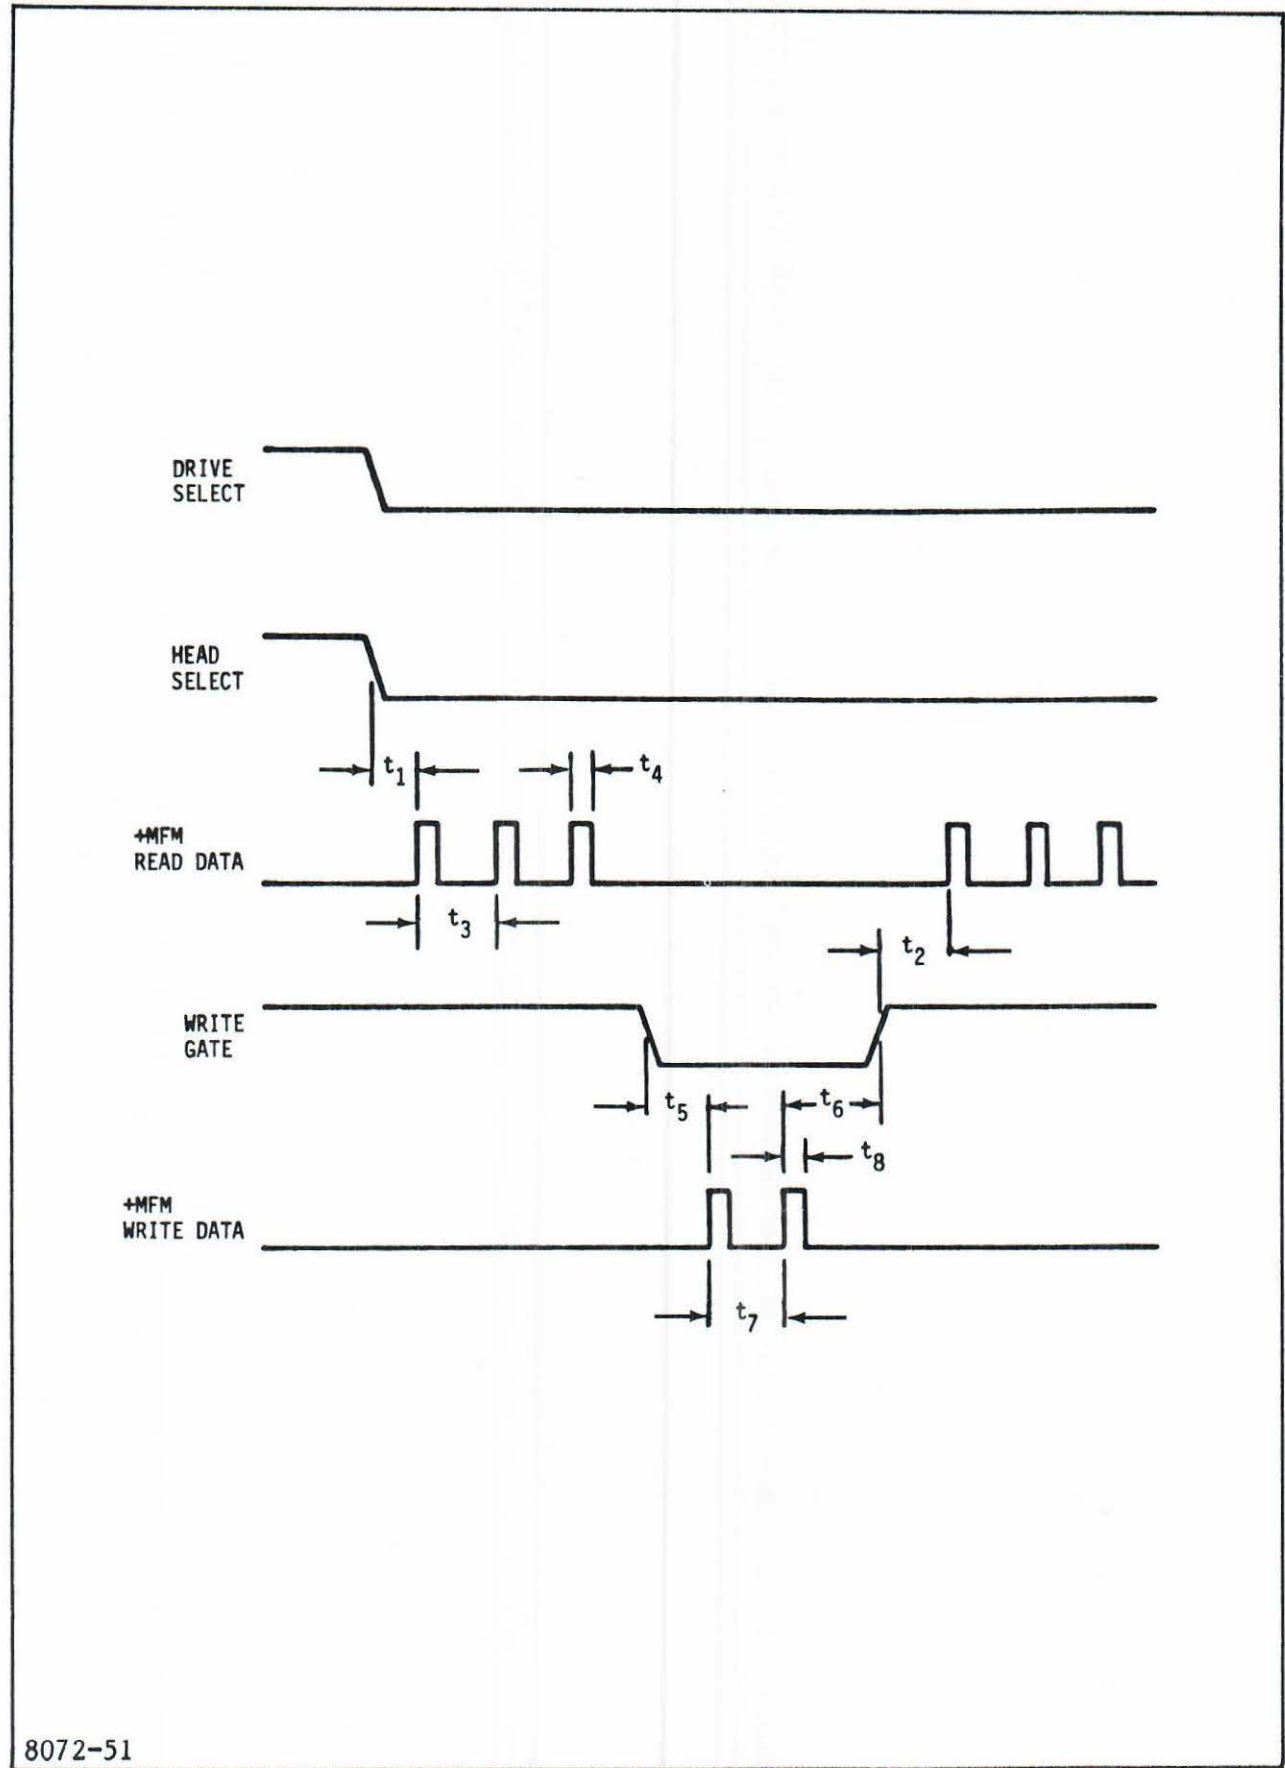 DRIVE
SELECT
HEAD
SELECT
t₁
t₄
+MFM
READ DATA
t₃
t₂
WRITE
GATE
t₅
t₆
t₈
+MFM
WRITE DATA
t₇
8072-51